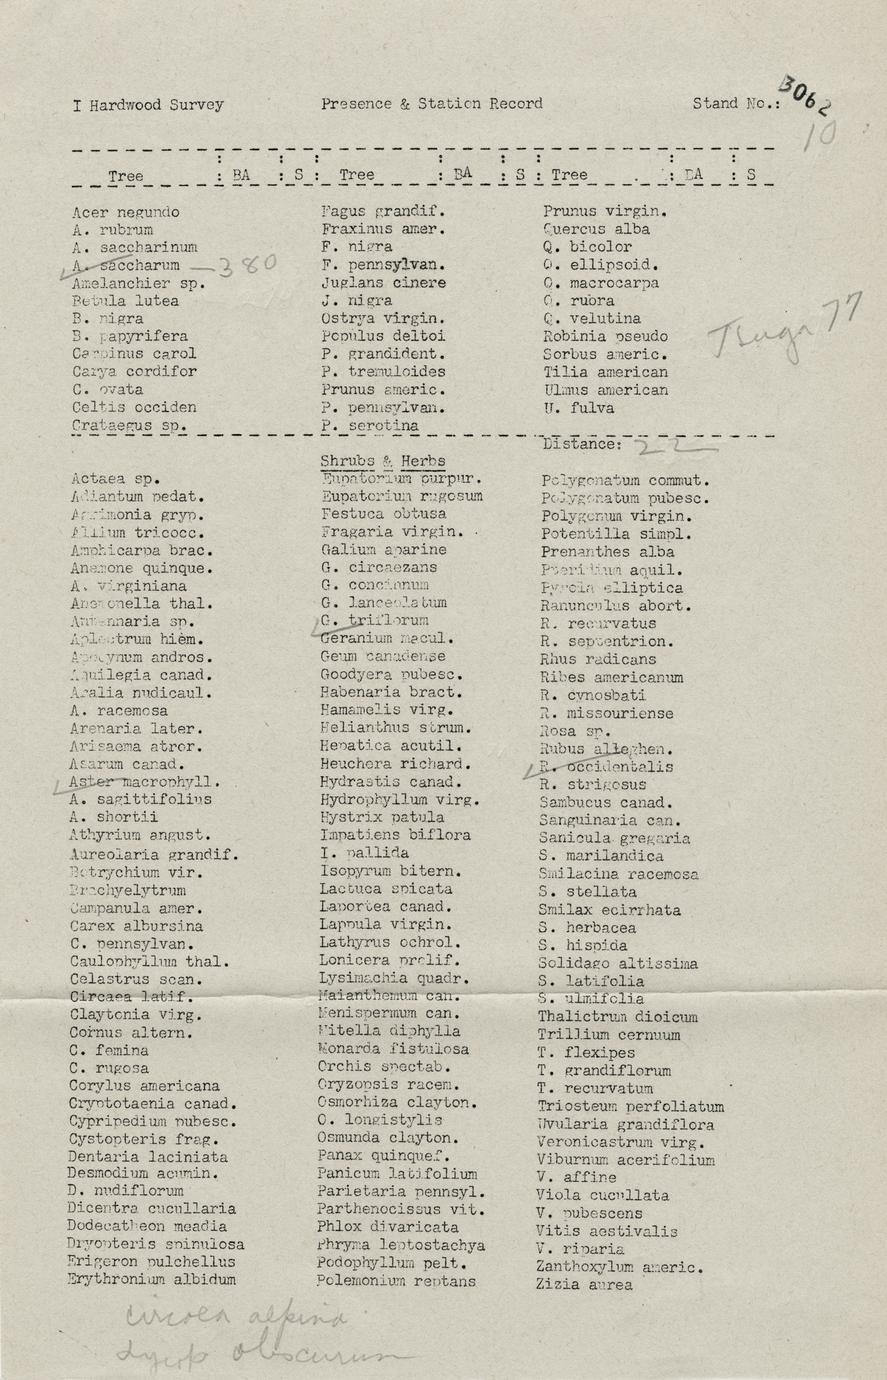 I Hardwood Survey Presence & Station Record Stand No.: 3062
10
Tree : BA : S : Tree : BA : S : Tree : BA : S
Acer negundo
A. rubrum
A. saccharinum
A. saccharum 380
Amelanchier sp.
Betula lutea
B. nigra
B. papyrifera
Carpinus carol
Carya cordifor
C. ovata
Celtis occiden
Crataegus sp.
Fagus grandif.
Fraxinus amer.
F. nigra
F. pennsylvan.
Juglans cinere
J. nigra
Ostrya virgin.
Populus deltoi
P. grandident.
P. tremuloides
Prunus americ.
P. pennsylvan.
P. serotina
Prunus virgin.
Quercus alba
Q. bicolor
Q. ellipsoid.
Q. macrocarpa
Q. rubra
Q. velutina
Robinia pseudo
Sorbus americ.
Tilia american
Ulmus american
U. fulva
Tsuga 77
Distance: 22
Shrubs & Herbs
Actaea sp.
Adiantum pedat.
Agrimonia gryp.
Allium tricocc.
Amphicarpa brac.
Anemone quinque.
A. virginiana
Anemonella thal.
Antennaria sp.
Aplectrum hiem.
Apocynum andros.
Aquilegia canad.
Aralia nudicaul.
A. racemosa
Arenaria later.
Arisaema atror.
Asarum canad.
Aster macrophyll.
A. sagittifolius
A. shortii
Athyrium angust.
Aureolaria grandif.
Botrychium vir.
Brachyelytrum
Campanula amer.
Carex albursina
C. pennsylvan.
Caulophyllum thal.
Celastrus scan.
Circaea latif.
Claytonia virg.
Cornus altern.
C. femina
C. rugosa
Corylus americana
Cryptotaenia canad.
Cypripedium pubesc.
Cystopteris frag.
Dentaria laciniata
Desmodium acumin.
D. nudiflorum
Dicentra cucullaria
Dodecatheon meadia
Dryopteris spinulosa
Erigeron pulchellus
Erythronium albidum
Eupatorium purpur.
Eupatorium rugosum
Festuca obtusa
Fragaria virgin.
Galium aparine
G. circaezans
G. concinnum
G. lanceolatum
G. triflorum
Geranium macul.
Geum canadense
Goodyera pubesc.
Habenaria bract.
Hamamelis virg.
Helianthus strum.
Hepatica acutil.
Heuchera richard.
Hydrastis canad.
Hydrophyllum virg.
Hystrix patula
Impatiens biflora
I. pallida
Isopyrum bitern.
Lactuca spicata
Laportea canad.
Lappula virgin.
Lathyrus ochrol.
Lonicera prolif.
Lysimachia quadr.
Maianthemum can.
Menispermum can.
Mitella diphylla
Monarda fistulosa
Orchis spectab.
Oryzopsis racem.
Osmorhiza clayton.
O. longistylis
Osmunda clayton.
Panax quinquef.
Panicum latifolium
Parietaria pennsyl.
Parthenocissus vit.
Phlox divaricata
Phryma leptostachya
Podophyllum pelt.
Polemonium reptans
Polygonatum commut.
Polygonatum pubesc.
Polygonum virgin.
Potentilla simpl.
Prenanthes alba
Pteridium aquil.
Pyrola elliptica
Ranunculus abort.
R. recurvatus
R. septentrion.
Rhus radicans
Ribes americanum
R. cynosbati
R. missouriense
Rosa sp.
Rubus alleghen.
R. occidentalis
R. strigosus
Sambucus canad.
Sanguinaria can.
Sanicula gregaria
S. marilandica
Smilacina racemosa
S. stellata
Smilax ecirrhata
S. herbacea
S. hispida
Solidago altissima
S. latifolia
S. ulmifolia
Thalictrum dioicum
Trillium cernuum
T. flexipes
T. grandiflorum
T. recurvatum
Triosteum perfoliatum
Uvularia grandiflora
Veronicastrum virg.
Viburnum acerifolium
V. affine
Viola cucullata
V. pubescens
Vitis aestivalis
V. riparia
Zanthoxylum americ.
Zizia aurea
Circaea alpina
Lycop obscurum